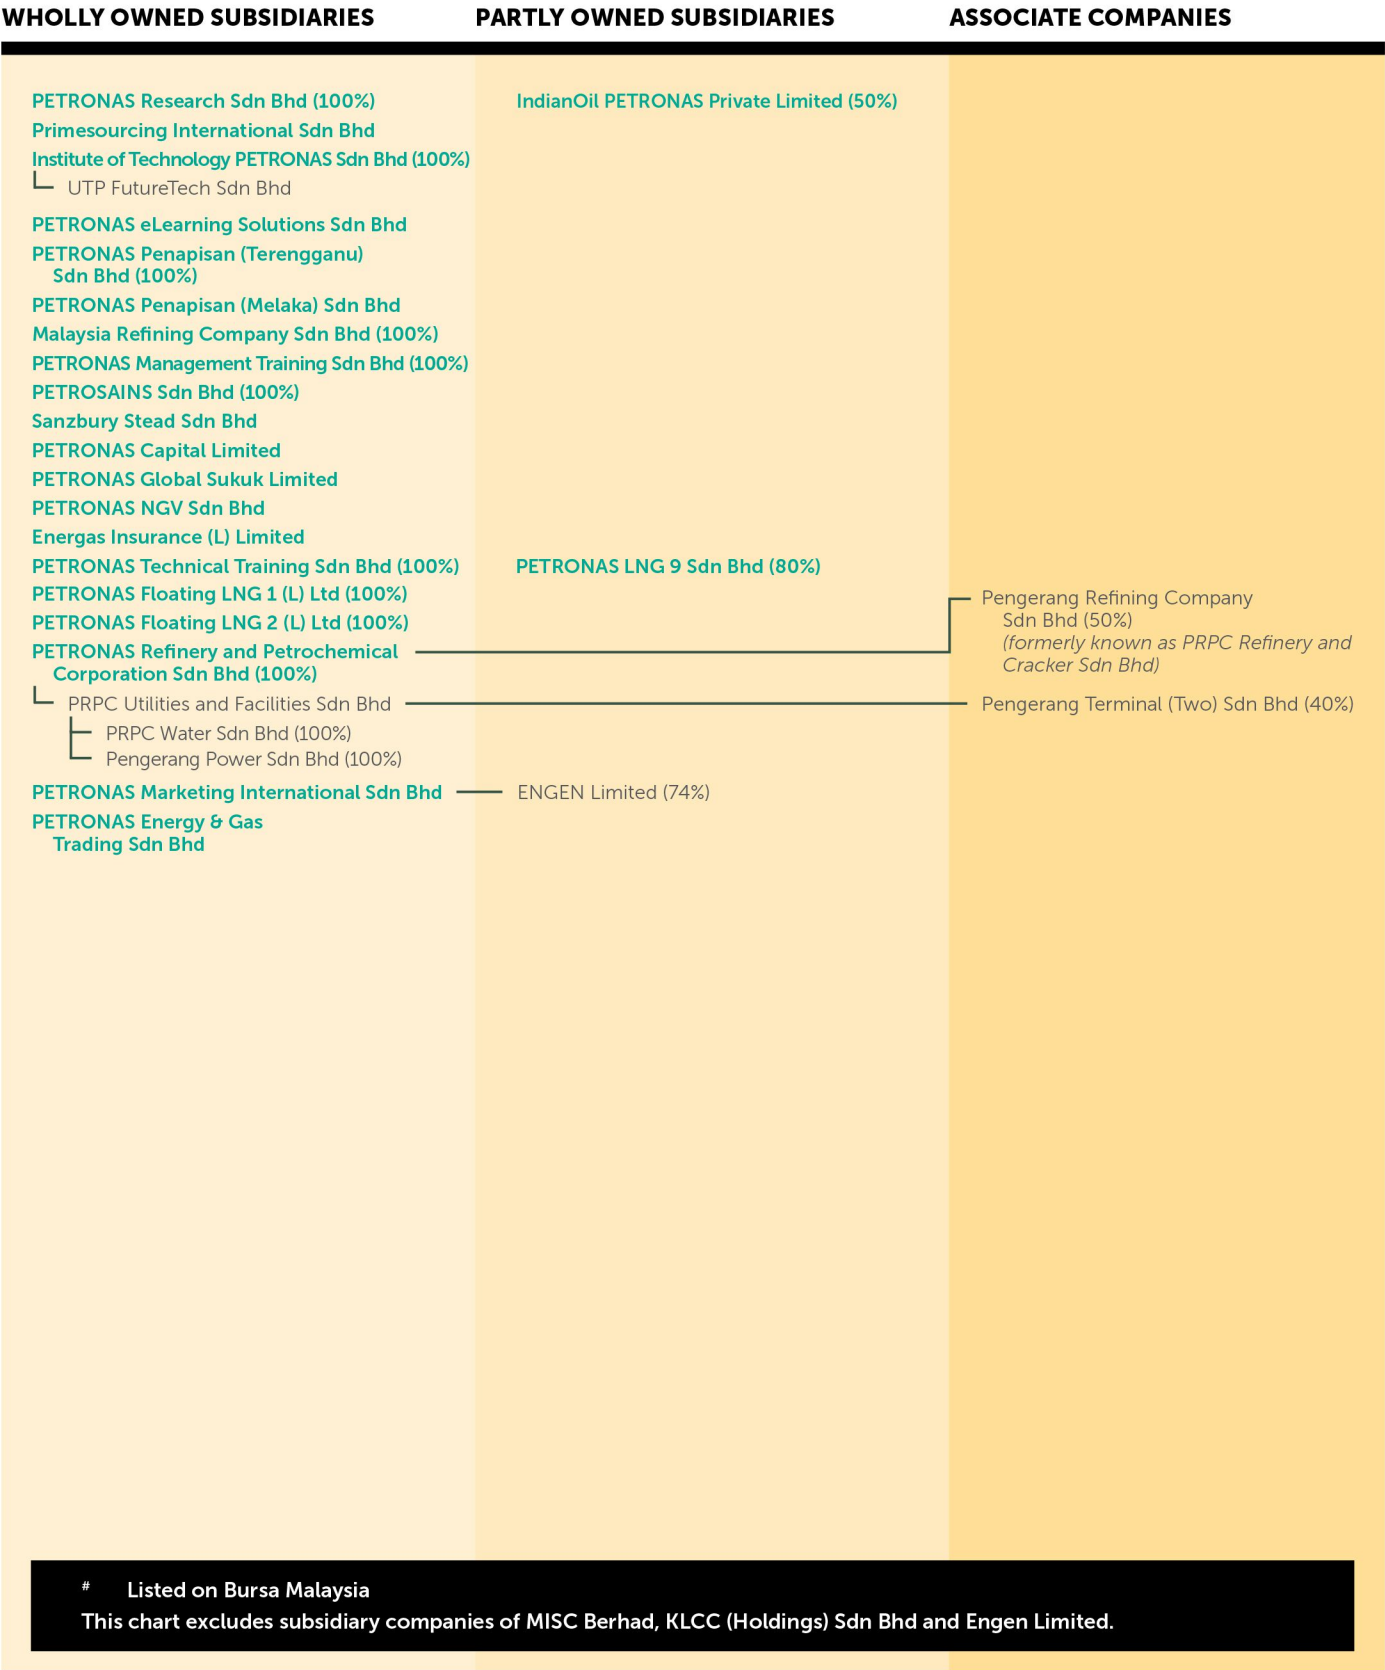 WHOLLY OWNED SUBSIDIARIES
PARTLY OWNED SUBSIDIARIES
ASSOCIATE COMPANIES
PETRONAS Research Sdn Bhd (100%)
Primesourcing International Sdn Bhd
Institute of Technology PETRONAS Sdn Bhd (100%)
UTP FutureTech Sdn Bhd
PETRONAS eLearning Solutions Sdn Bhd
PETRONAS Penapisan (Terengganu)
Sdn Bhd (100%)
PETRONAS Penapisan (Melaka) Sdn Bhd
Malaysia Refining Company Sdn Bhd (100%)
PETRONAS Management Training Sdn Bhd (100%)
PETROSAINS Sdn Bhd (100%)
Sanzbury Stead Sdn Bhd
PETRONAS Capital Limited
PETRONAS Global Sukuk Limited
PETRONAS NGV Sdn Bhd
Energas Insurance (L) Limited
PETRONAS Technical Training Sdn Bhd (100%)
PETRONAS Floating LNG 1 (L) Ltd (100%)
PETRONAS Floating LNG 2 (L) Ltd (100%)
PETRONAS Refinery and Petrochemical
Corporation Sdn Bhd (100%)
PRPC Utilities and Facilities Sdn Bhd
PRPC Water Sdn Bhd (100%)
Pengerang Power Sdn Bhd (100%)
PETRONAS Marketing International Sdn Bhd
PETRONAS Energy & Gas
Trading Sdn Bhd
IndianOil PETRONAS Private Limited (50%)
PETRONAS LNG 9 Sdn Bhd (80%)
ENGEN Limited (74%)
Pengerang Refining Company
Sdn Bhd (50%)
(formerly known as PRPC Refinery and
Cracker Sdn Bhd)
Pengerang Terminal (Two) Sdn Bhd (40%)
# Listed on Bursa Malaysia
This chart excludes subsidiary companies of MISC Berhad, KLCC (Holdings) Sdn Bhd and Engen Limited.